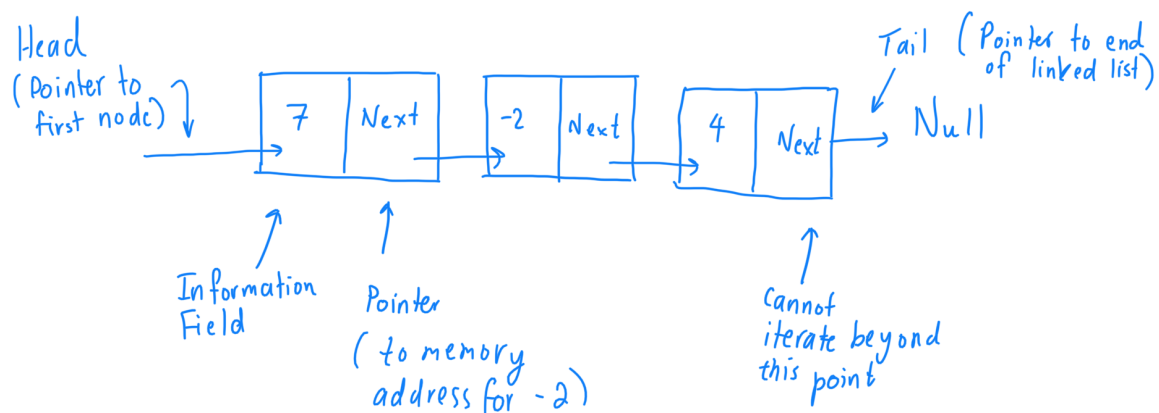 Head
(Pointer to
first node)
7
Next
-2
Next
4
Next
Tail (Pointer to end
of linked list)
Null
Information
Field
Pointer
(to memory
address for -2)
Cannot
iterate beyond
this point